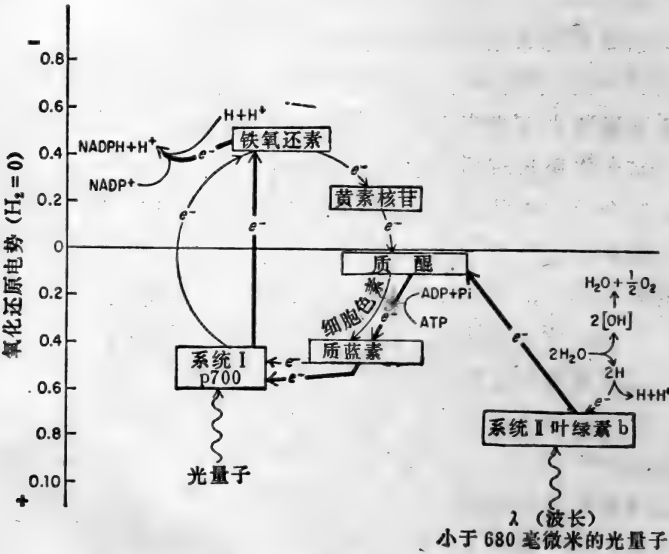 −
0.8
0.6
0.4
0.2
0
0.2
0.4
0.6
0.8
0.10
+
氧化还原电势 (H₂=0)
H+H⁺
NADPH+H⁺
NADP+
e⁻
铁氧还素
e⁻
黄素核苷
e⁻
e⁻
e⁻
质 醌
细胞色素
e⁻
ADP+Pi
ATP
质蓝素
e⁻
e⁻
系统 I
p700
光量子
e⁻
H₂O+½O₂
2[OH]
2H₂O
2H
e⁻
H+H⁺
系统 II 叶绿素 b
λ (波长)
小于 680 毫微米的光量子